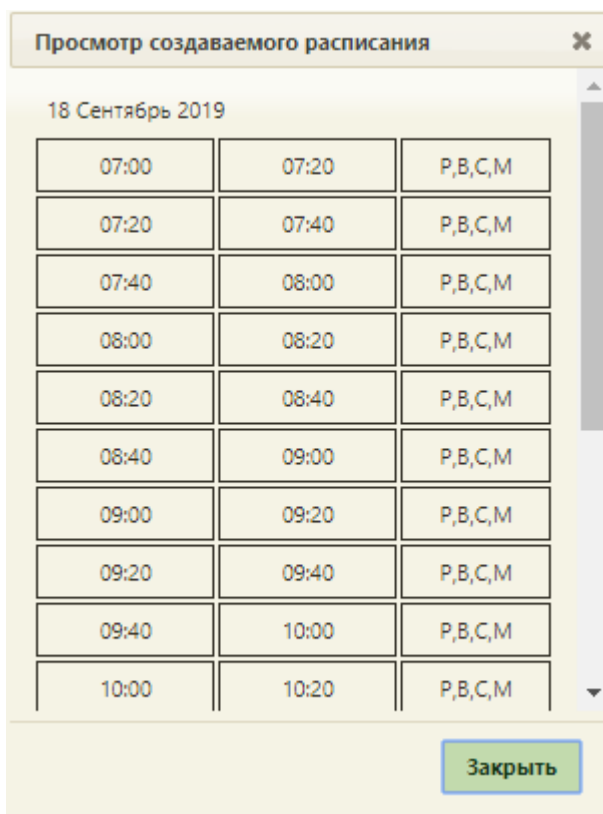 Просмотр создаваемого расписания
18 Сентябрь 2019
07:00 07:20 Р,В,С,М
07:20 07:40 Р,В,С,М
07:40 08:00 Р,В,С,М
08:00 08:20 Р,В,С,М
08:20 08:40 Р,В,С,М
08:40 09:00 Р,В,С,М
09:00 09:20 Р,В,С,М
09:20 09:40 Р,В,С,М
09:40 10:00 Р,В,С,М
10:00 10:20 Р,В,С,М
Закрыть